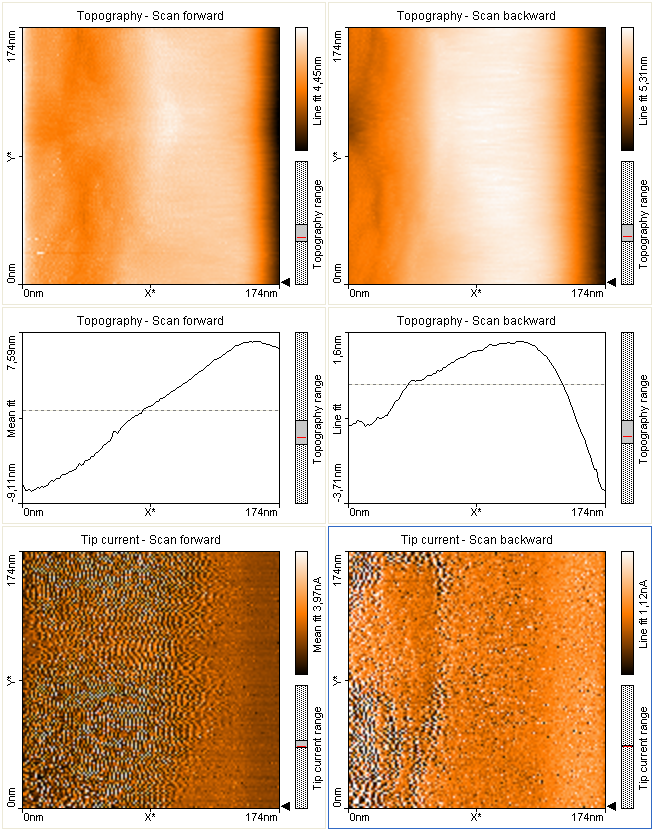 Topography - Scan forward
174nm
Y*
0nm
0nm
X*
174nm
Line fit 4,45nm
Topography range
Topography - Scan backward
174nm
Y*
0nm
0nm
X*
174nm
Line fit 5,31nm
Topography range
Topography - Scan forward
7,59nm
Mean fit
-9,11nm
0nm
X*
174nm
Topography range
Topography - Scan backward
1,6nm
Line fit
-3,71nm
0nm
X*
174nm
Topography range
Tip current - Scan forward
174nm
Y*
0nm
0nm
X*
174nm
Mean fit 3,97nA
Tip current range
Tip current - Scan backward
174nm
Y*
0nm
0nm
X*
174nm
Line fit 1,12nA
Tip current range